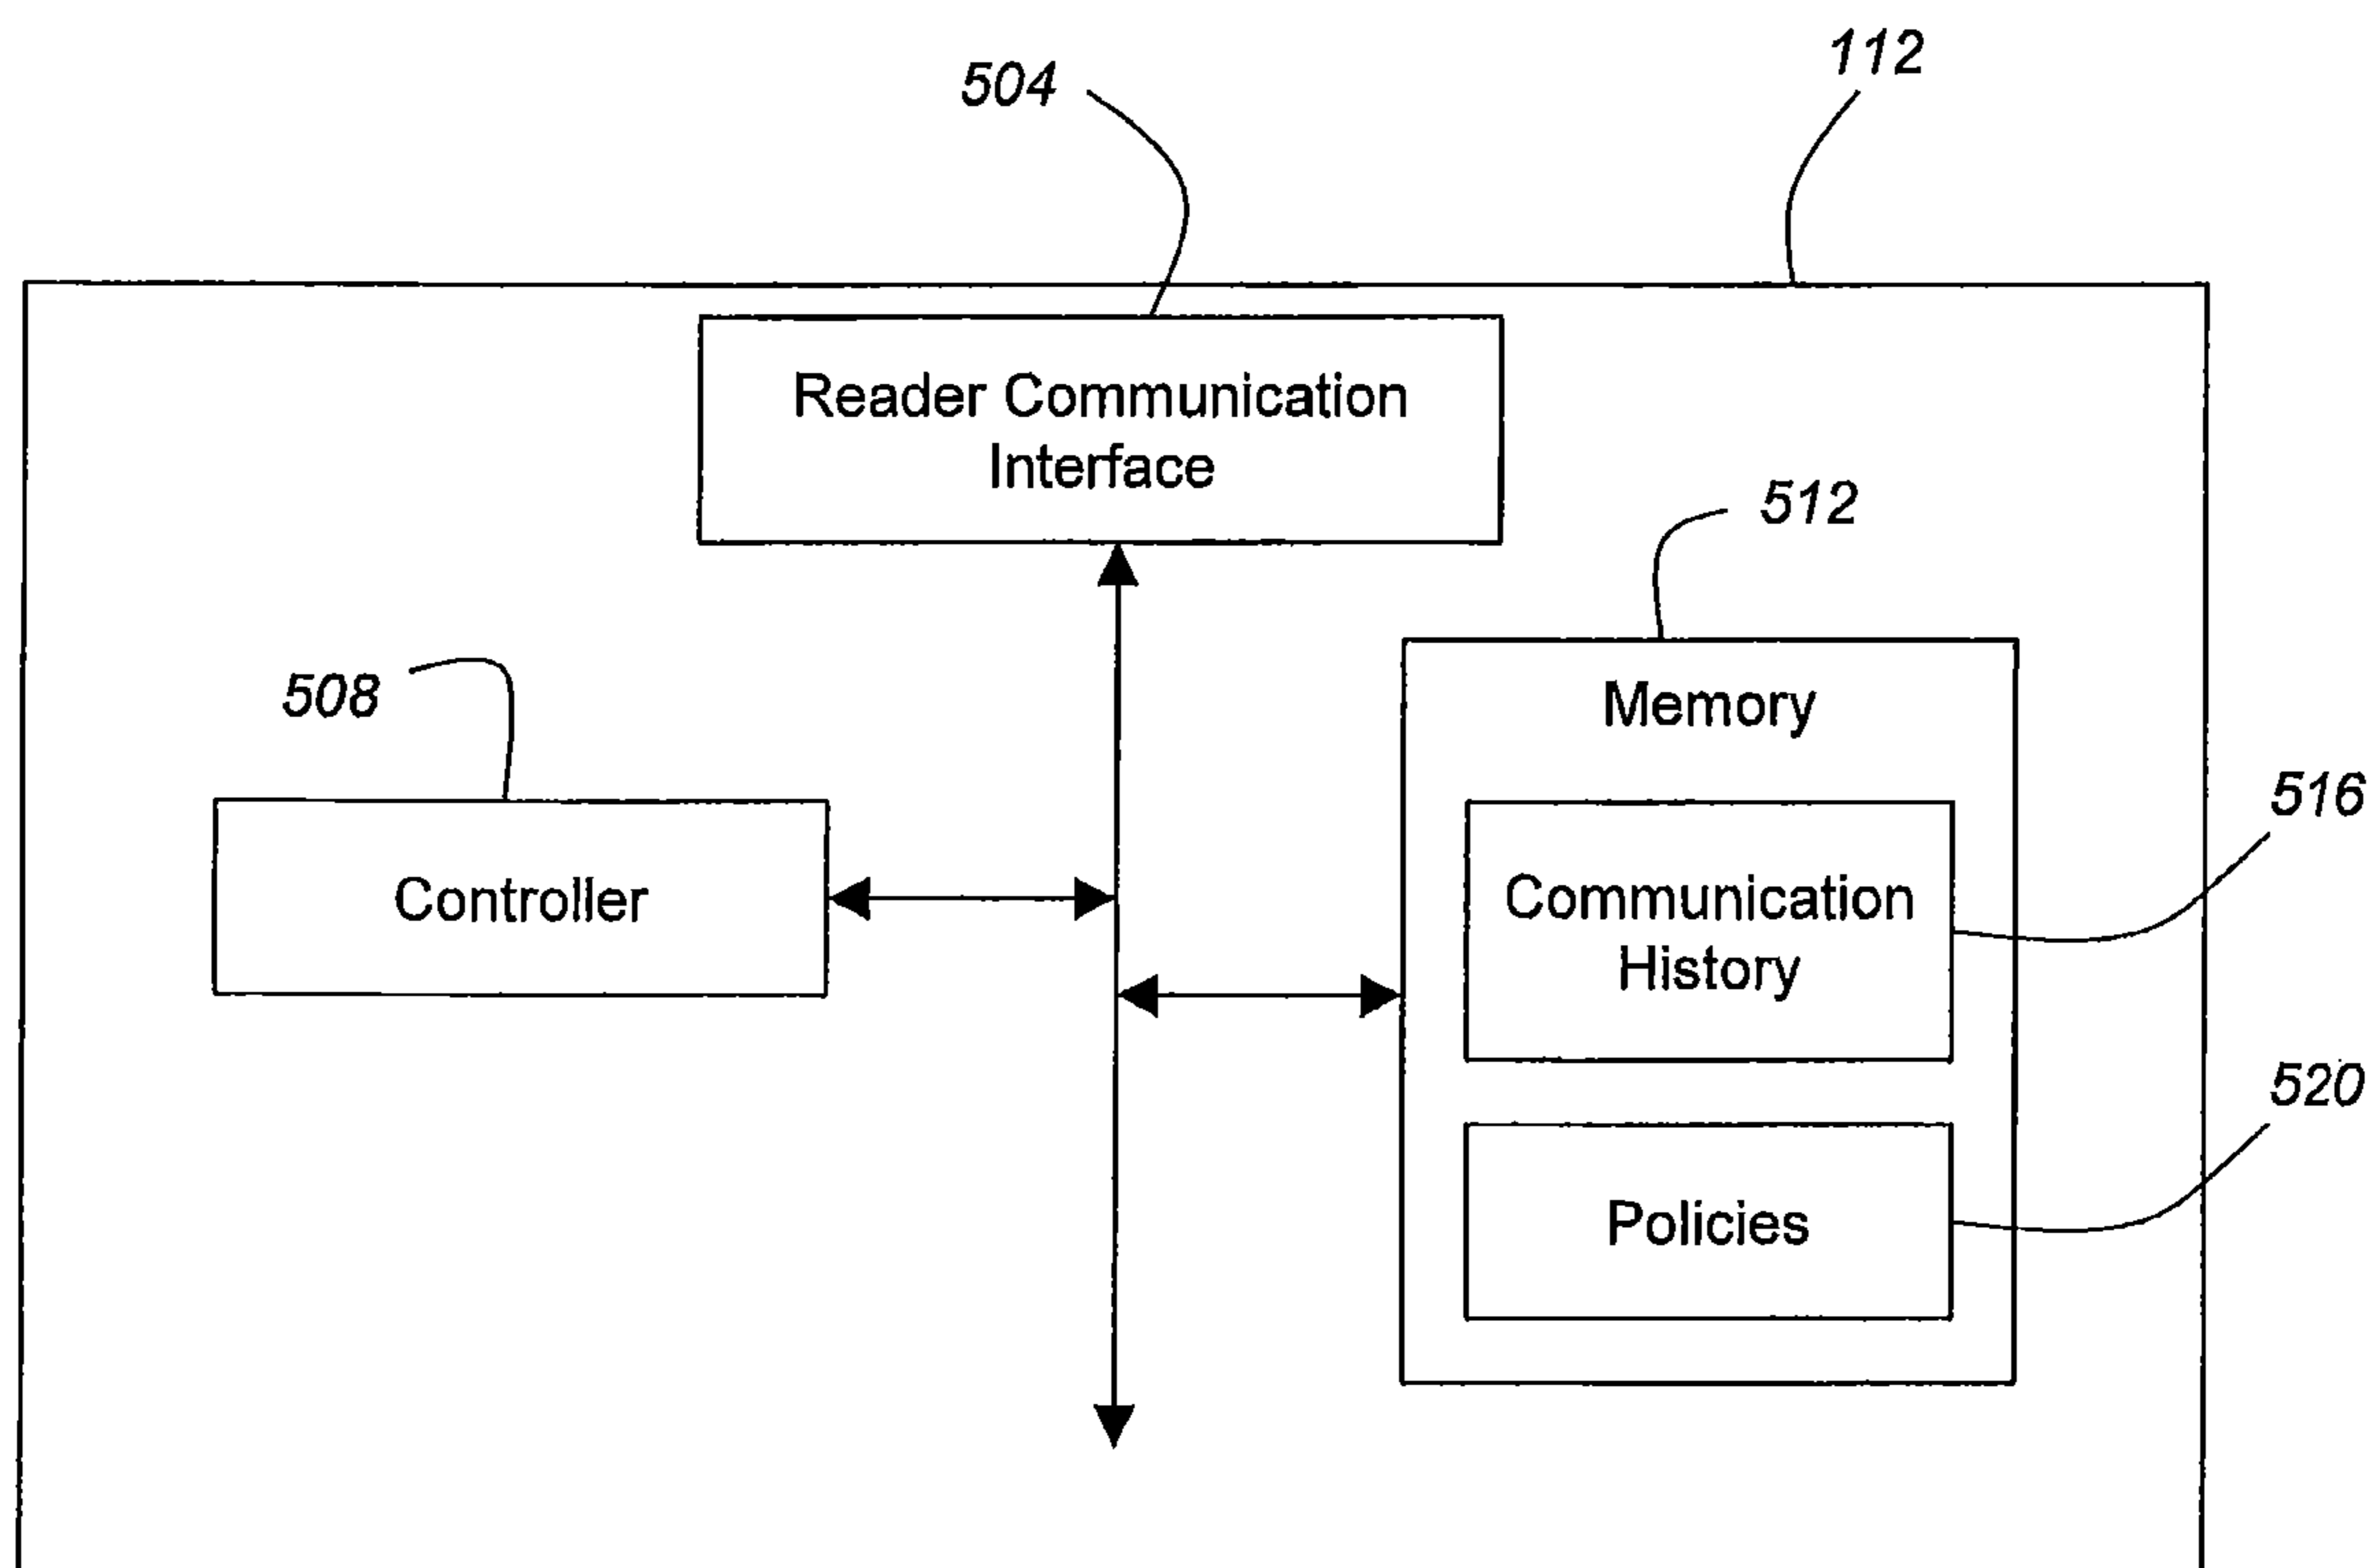 112
504
Reader Communication
Interface
512
Memory
508
516
Controller
Communication
History
520
Policies